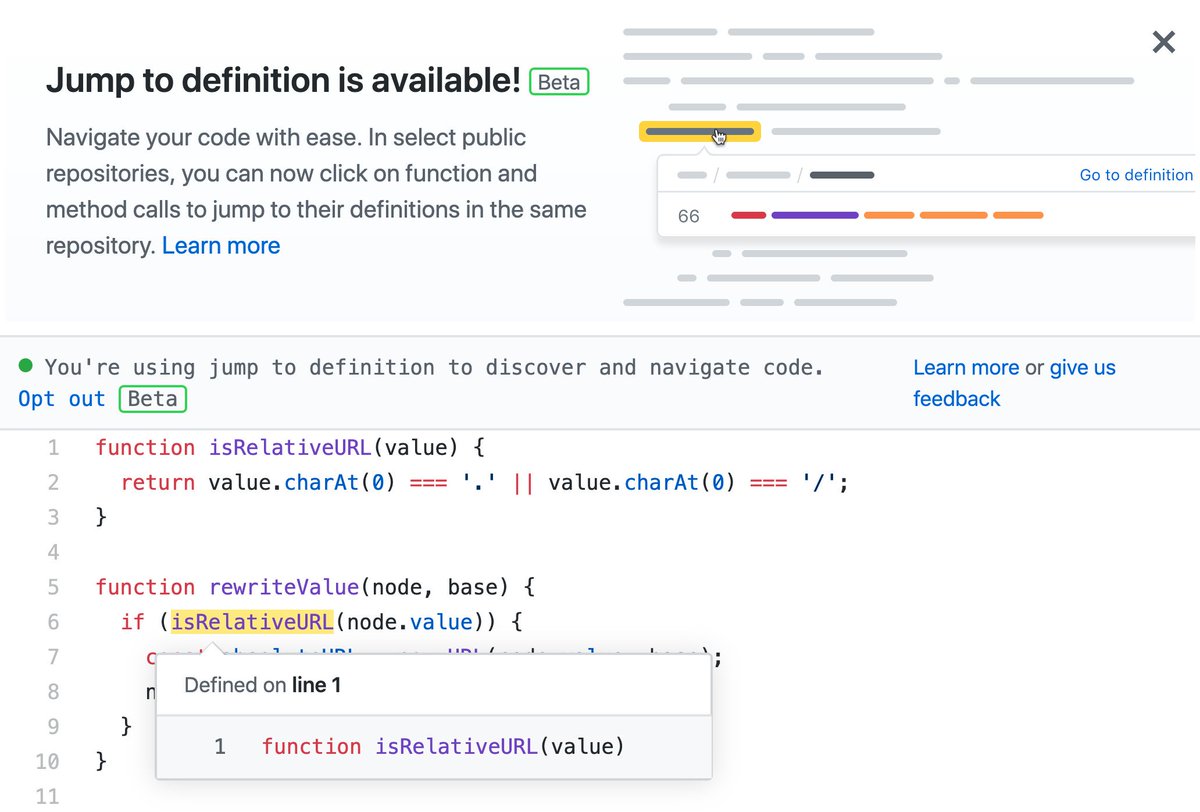 Jump to definition is available! Beta
Navigate your code with ease. In select public
repositories, you can now click on function and
method calls to jump to their definitions in the same
repository. Learn more
/ /
Go to definition
66
You're using jump to definition to discover and navigate code.
Opt out Beta
Learn more or give us
feedback
1 function isRelativeURL(value) {
2 return value.charAt(0) === '.' || value.charAt(0) === '/';
3 }
4
5 function rewriteValue(node, base) {
6 if (isRelativeURL(node.value)) {
7 );
8 n
9 }
10 }
11
Defined on line 1
1 function isRelativeURL(value)